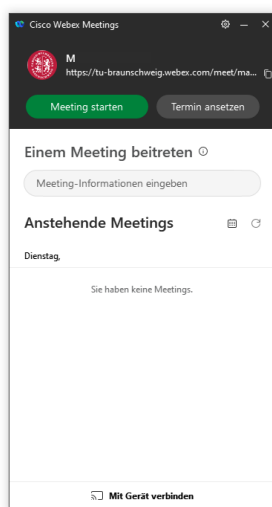 Cisco Webex Meetings
M
https://tu-braunschweig.webex.com/meet/ma...
Meeting starten Termin ansetzen
Einem Meeting beitreten
Meeting-Informationen eingeben
Anstehende Meetings
Dienstag,
Sie haben keine Meetings.
Mit Gerät verbinden